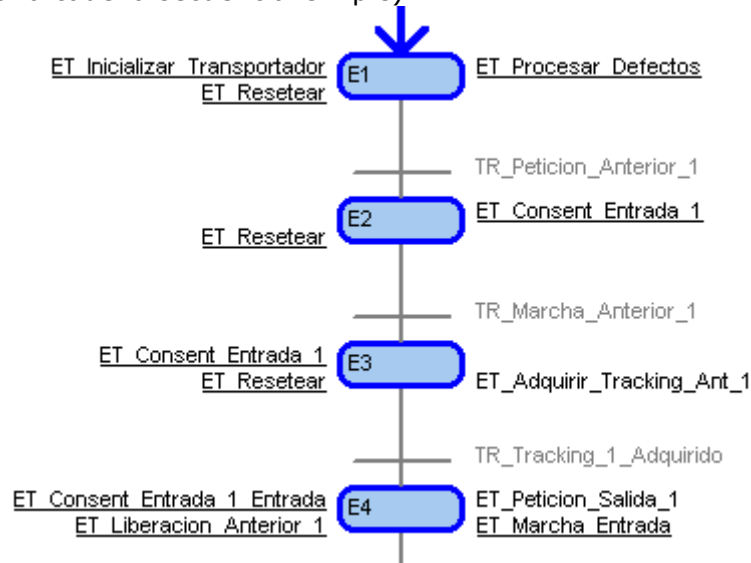 ET_Inicializar_Transportador
ET_Resetear
E1
ET_Procesar_Defectos
TR_Peticion_Anterior_1
ET_Resetear
E2
ET_Consent_Entrada_1
TR_Marcha_Anterior_1
ET_Consent_Entrada_1
ET_Resetear
E3
ET_Adquirir_Tracking_Ant_1
TR_Tracking_1_Adquirido
ET_Consent_Entrada_1_Entrada
ET_Liberacion_Anterior_1
E4
ET_Peticion_Salida_1
ET_Marcha_Entrada